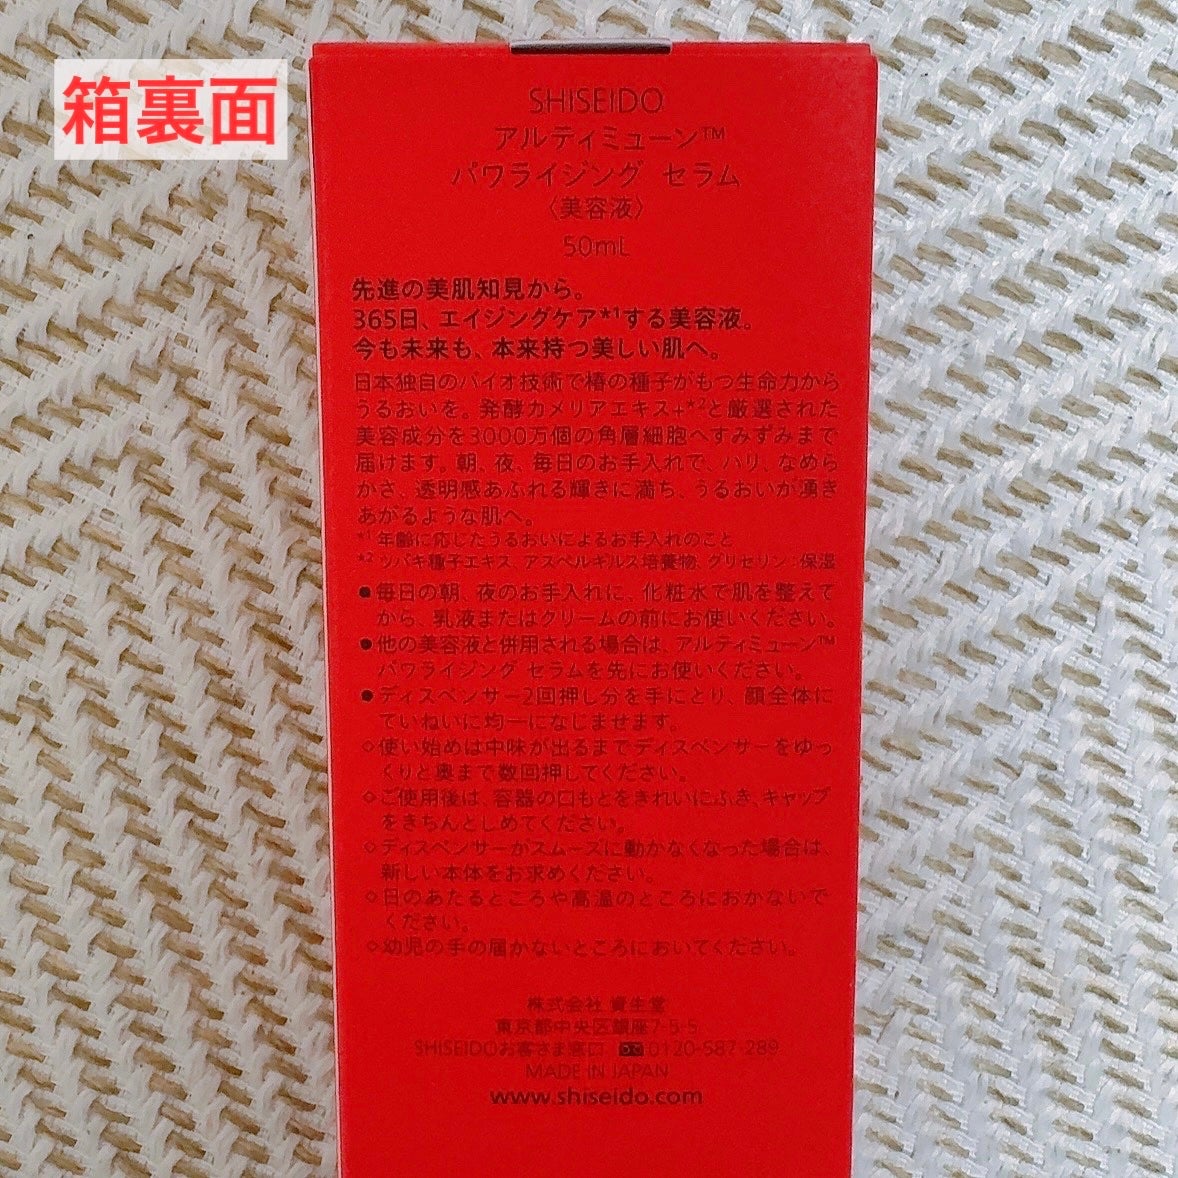 箱裏面
SHISEIDO
アルティミューン™
パワライジング セラム
〈美容液〉
50mL
先進の美肌知見から。
365日、エイジングケア*1する美容液。
今も未来も、本来持つ美しい肌へ。
日本独自のバイオ技術で椿の種子がもつ生命力から
うるおいを。発酵カメリアエキス+*2と厳選された
美容成分を3000万個の角層細胞へすみずみまで
届けます。朝、夜、毎日のお手入れで、ハリ、なめら
かさ、透明感あふれる輝きに満ち、うるおいが湧き
あがるような肌へ。
*1 年齢に応じたうるおいによるお手入れのこと
*2 ツバキ種子エキス、アスペルギルス培養物、グリセリン：保湿
●毎日の朝、夜のお手入れに、化粧水で肌を整えて
から、乳液またはクリームの前にお使いください。
●他の美容液と併用される場合は、アルティミューン™
パワライジング セラムを先にお使いください。
●ディスペンサー2回押し分を手にとり、顔全体に
ていねいに均一になじませます。
◇使い始めは中味が出るまでディスペンサーをゆっ
くりと奥まで数回押してください。
◇ご使用後は、容器の口もとをきれいにふき、キャップ
をきちんとしめてください。
◇ディスペンサーがスムーズに動かなくなった場合は、
新しい本体をお求めください。
◇日のあたるところや高温のところにおかないで
ください。
◇幼児の手の届かないところにおいてください。
株式会社 資生堂
東京都中央区銀座7-5-5
SHISEIDOお客さま窓口 0120-587-289
MADE IN JAPAN
www.shiseido.com